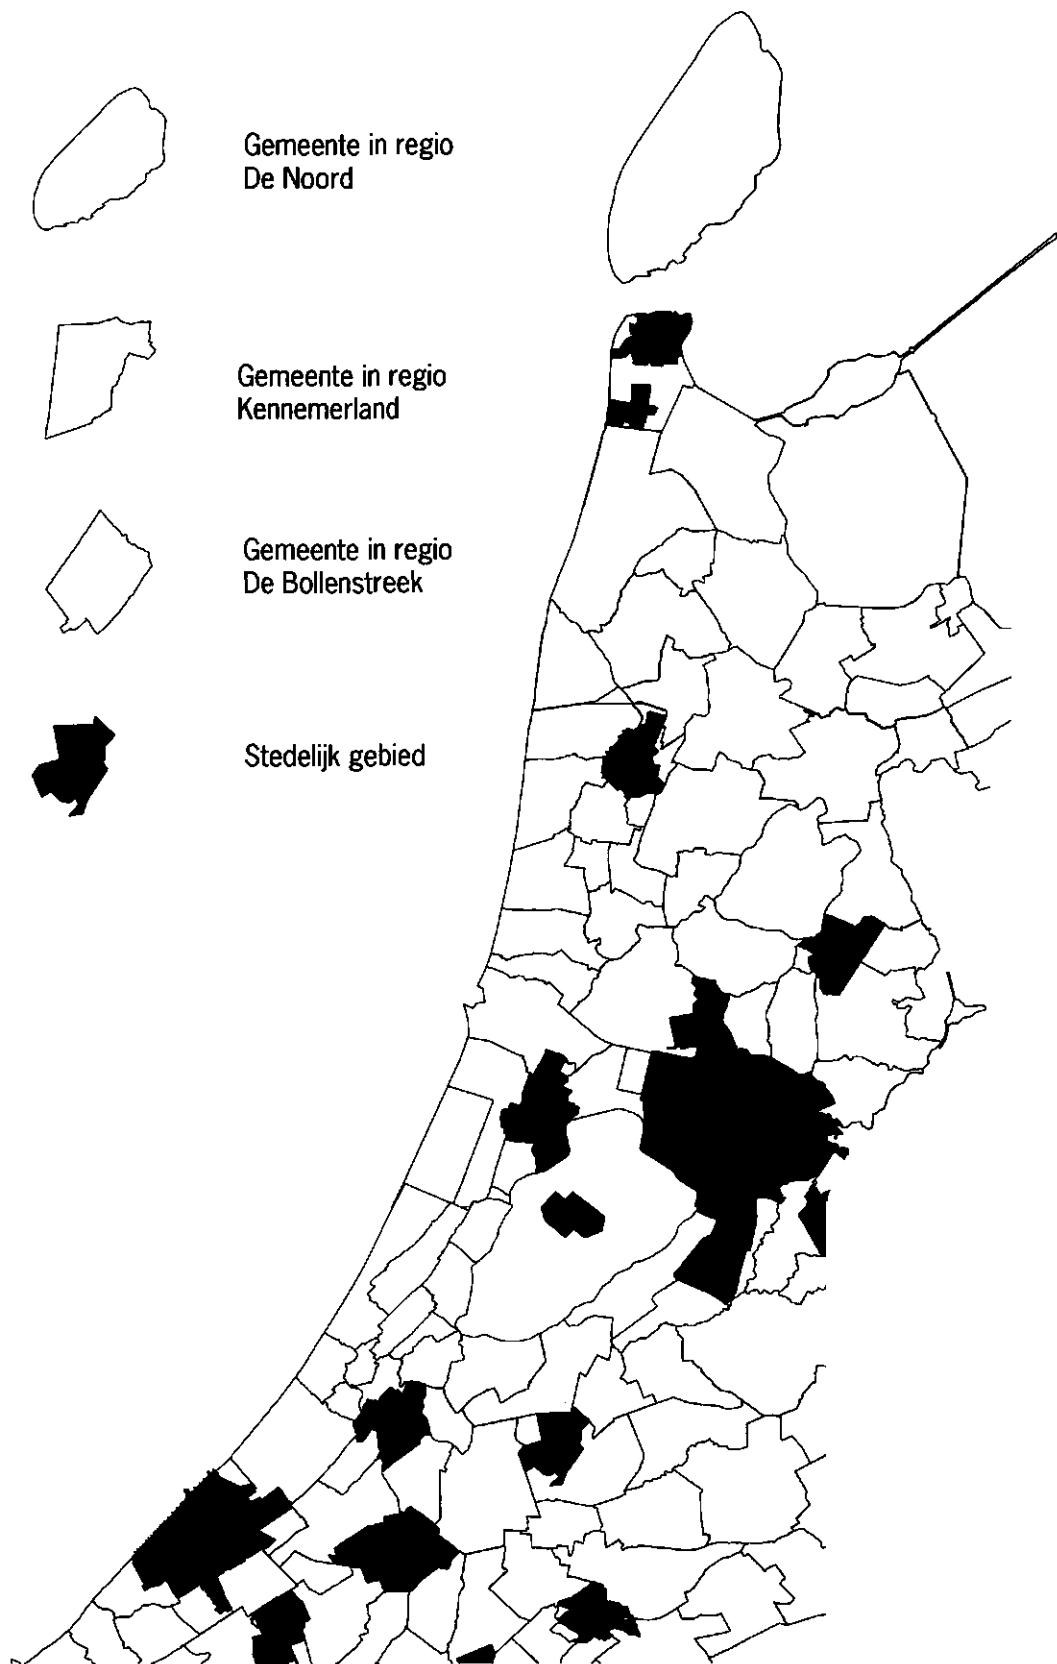 Gemeente in regio
De Noord
Gemeente in regio
Kennemerland
Gemeente in regio
De Bollenstreek
Stedelijk gebied